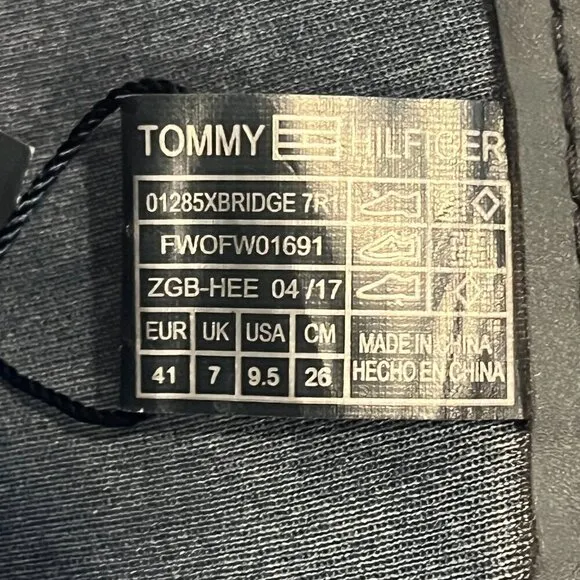 TOMMY HILFIGER
01285XBRIDGE 7R1
FWOFW01691
ZGB-HEE 04 /17
EUR UK USA CM
41 7 9.5 26
MADE IN CHINA
HECHO EN CHINA